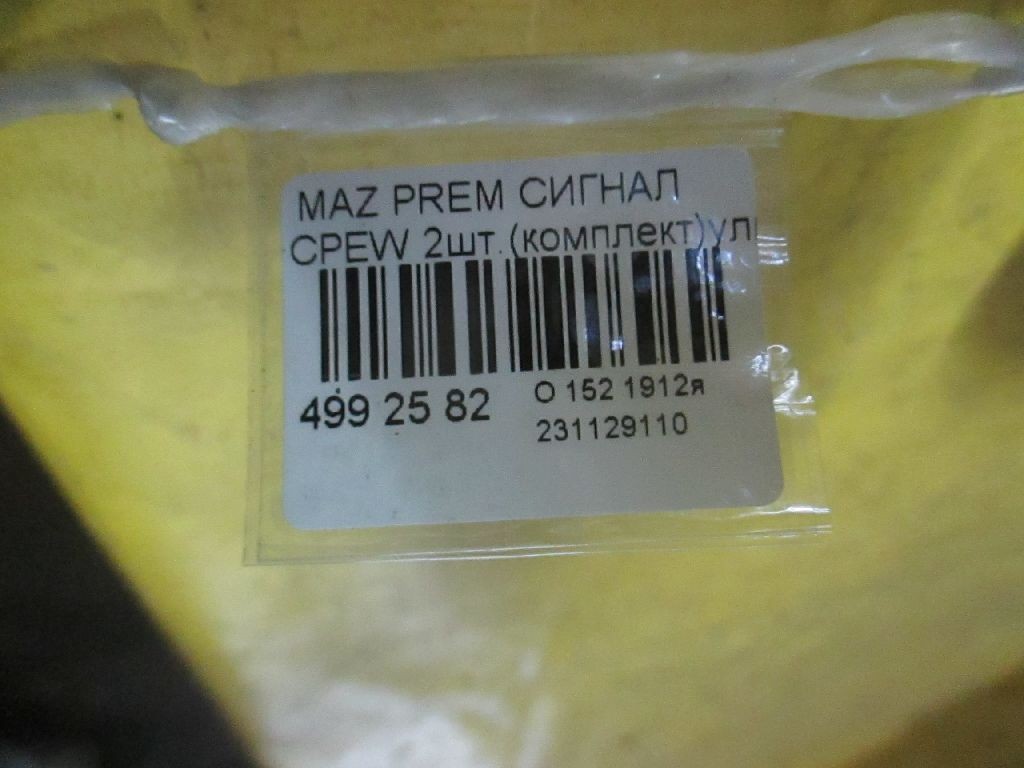 MAZ PREM СИГНАЛ
CPEW 2шт.(комплект)ул
499 25 82
О 152 1912я
231129110